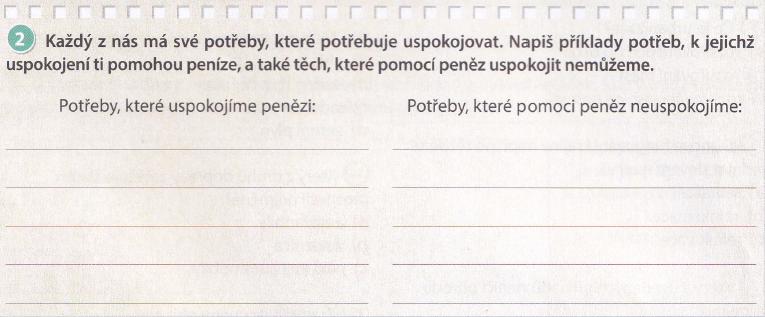 2 Každý z nás má své potřeby, které potřebuje uspokojovat. Napiš příklady potřeb, k jejichž
uspokojení ti pomohou peníze, a také těch, které pomocí peněz uspokojit nemůžeme.
Potřeby, které uspokojíme penězi:
Potřeby, které pomoci peněz neuspokojíme: